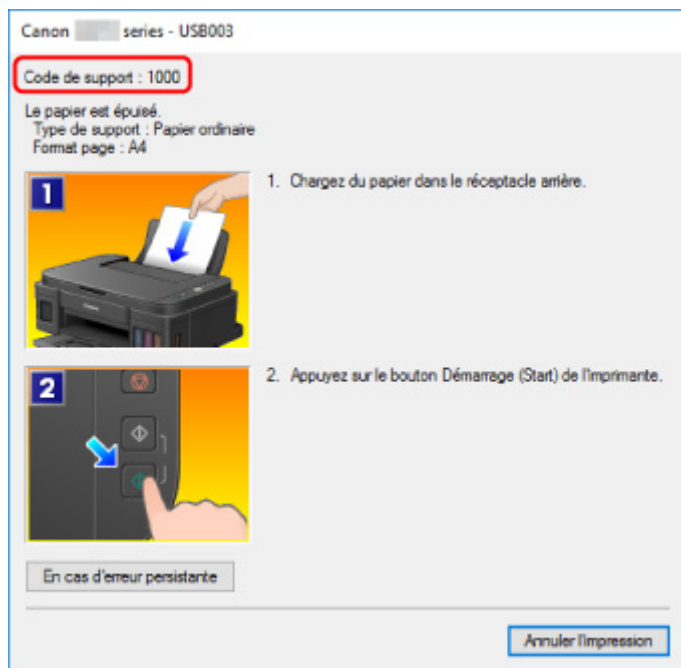 Canon series - USB003
Code de support : 1000
Le papier est épuisé.
Type de support : Papier ordinaire
Format page : A4
1
1. Chargez du papier dans le réceptacle arrière.
2
2. Appuyez sur le bouton Démarrage (Start) de l'imprimante.
En cas d'erreur persistante
Annuler l'impression